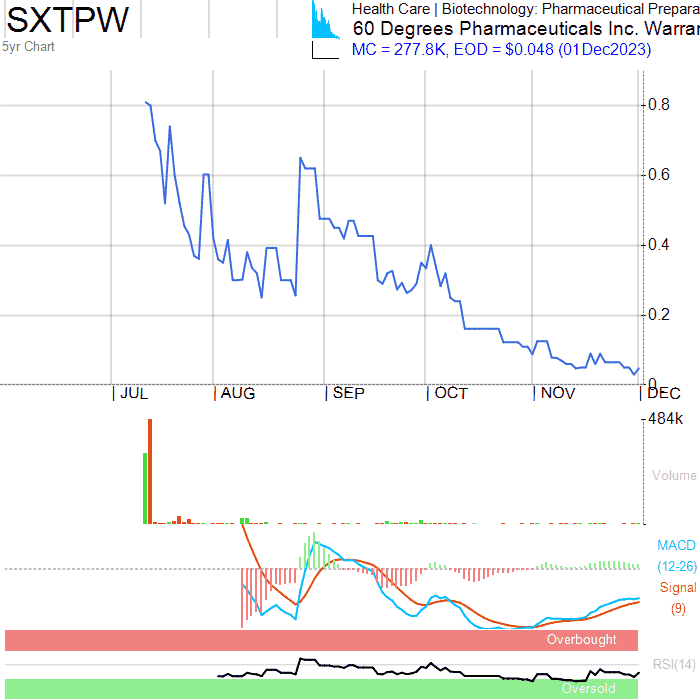 SXTPW
5yr Chart
Health Care | Biotechnology: Pharmaceutical Prepara
60 Degrees Pharmaceuticals Inc. Warran
MC = 277.8K, EOD = $0.048 (01Dec2023)
0.8
0.6
0.4
0.2
0
JUL AUG SEP OCT NOV DEC
484k
Volume
MACD
(12-26)
Signal
(9)
Overbought
RSI(14)
Oversold